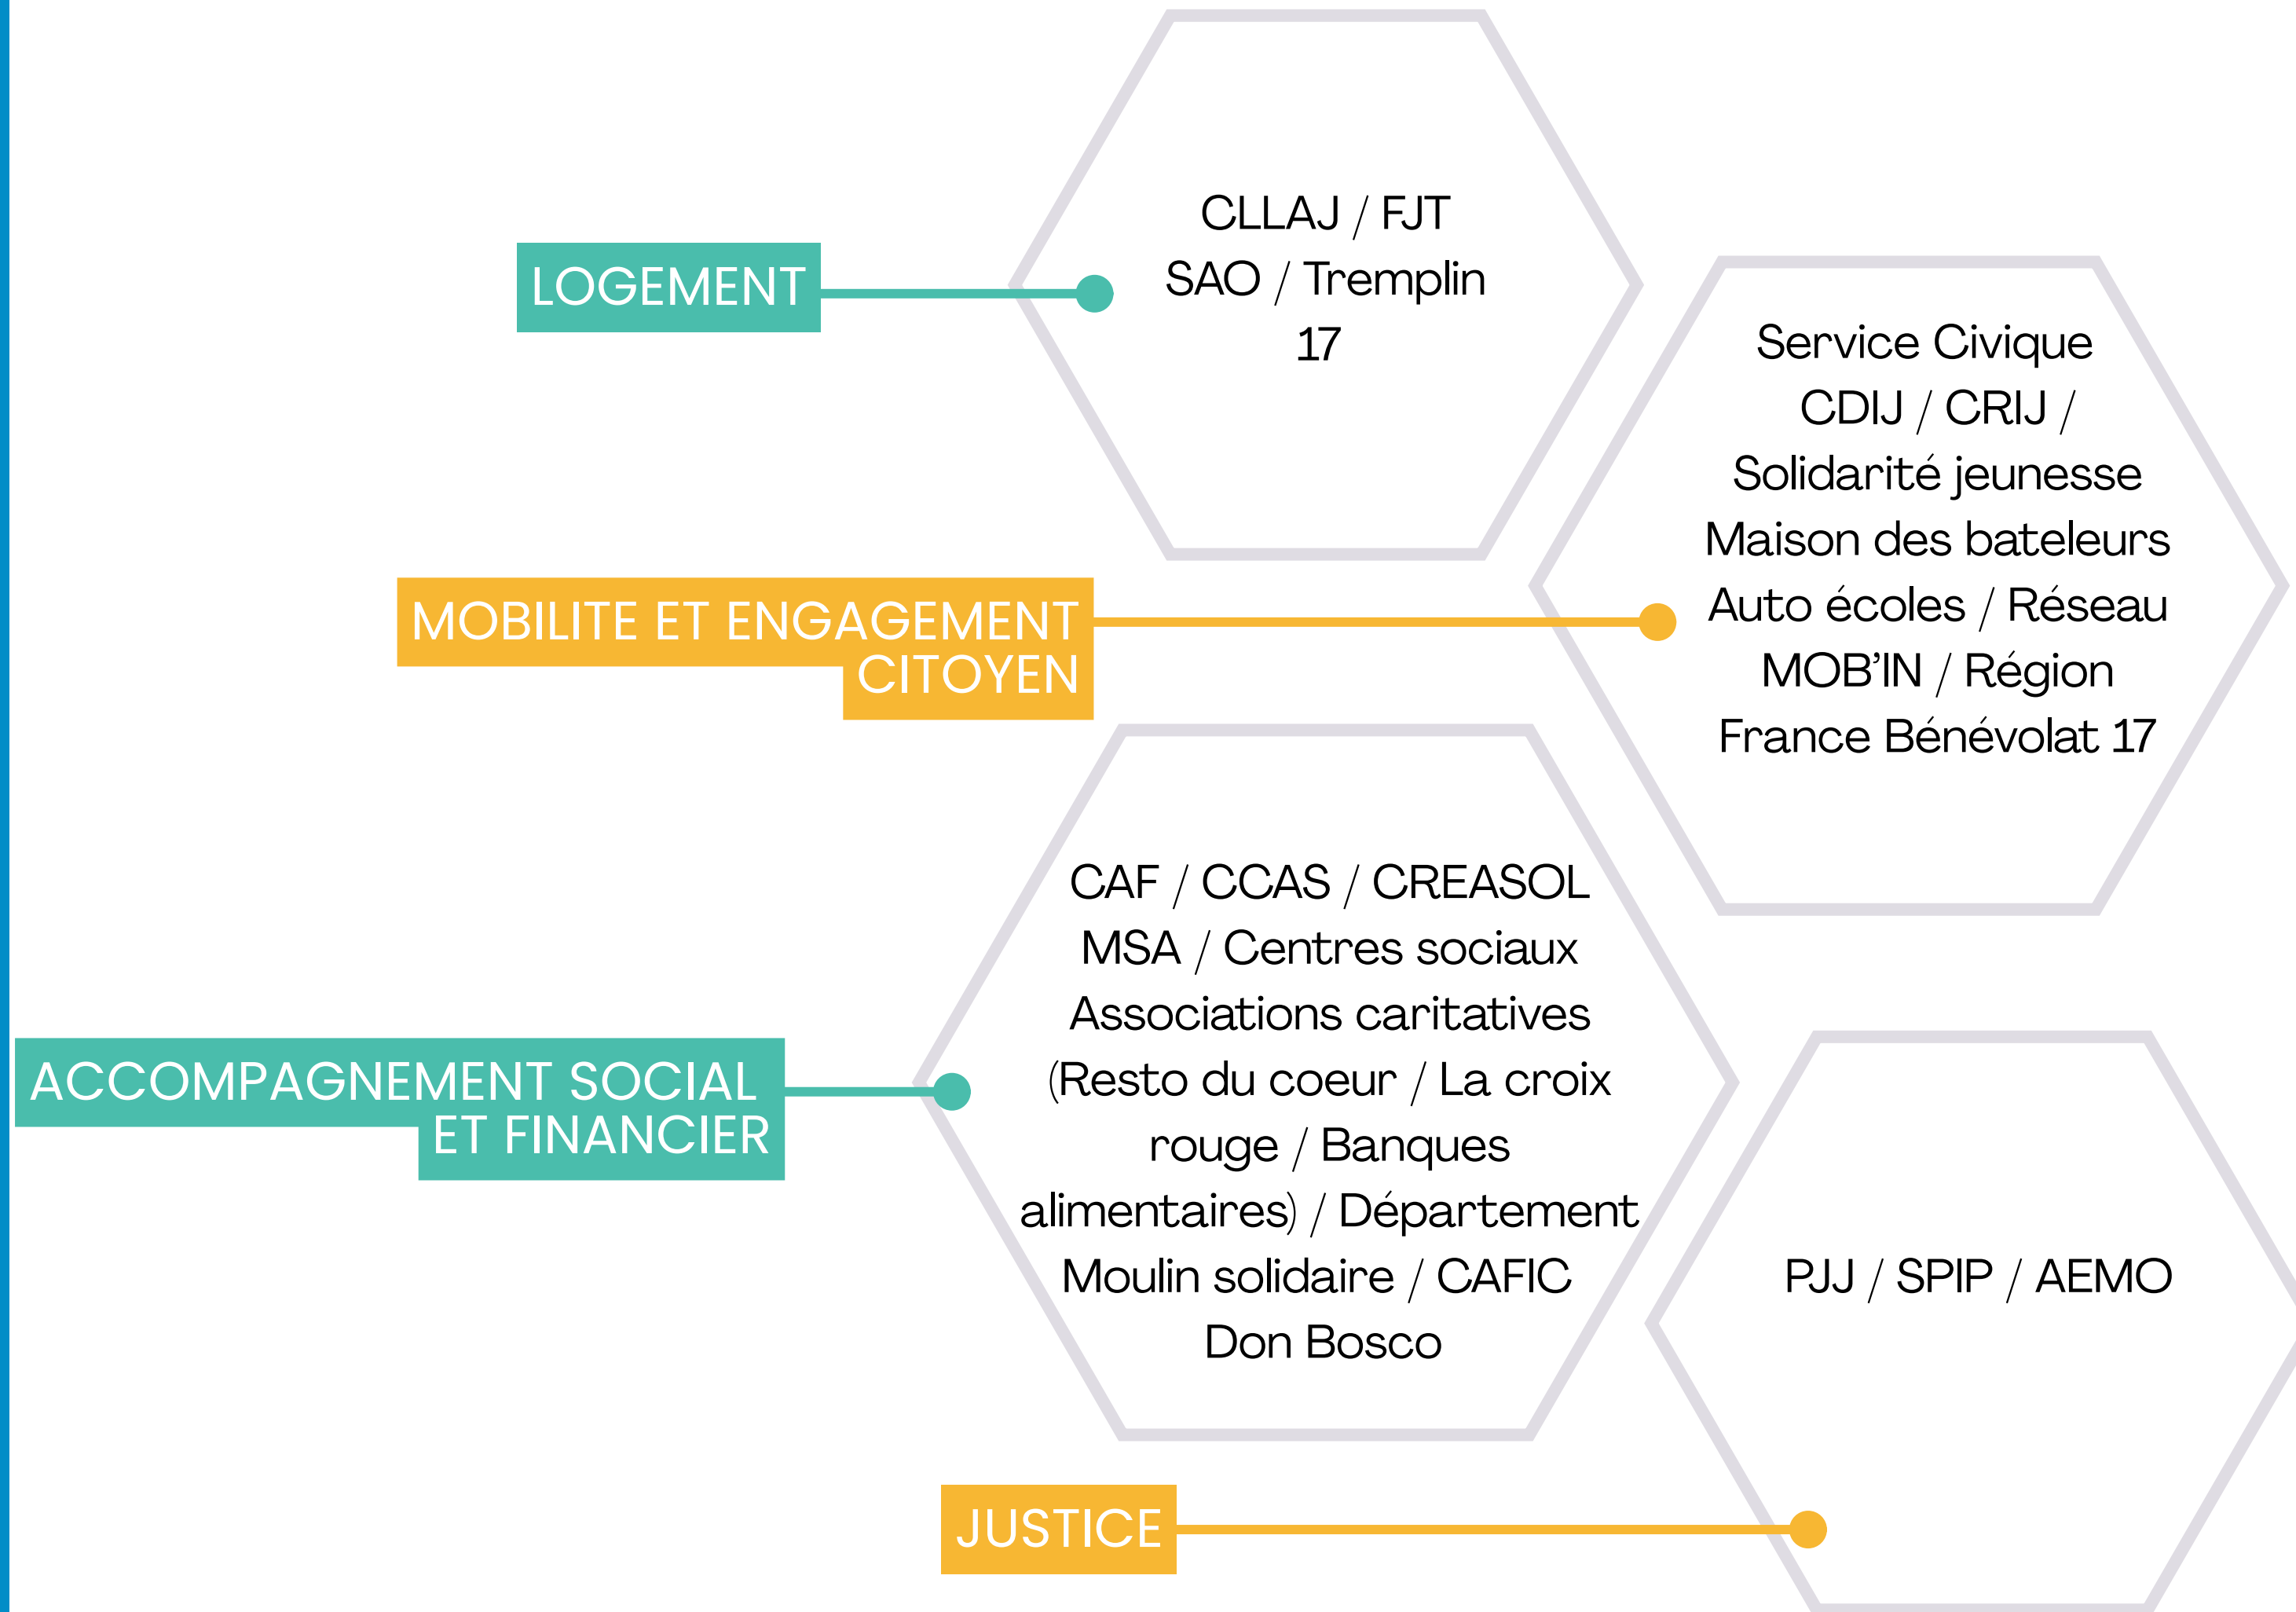 LOGEMENT
CLLAJ / FJT
SAO / Tremplin
17
MOBILITE ET ENGAGEMENT
CITOYEN
Service Civique
CDIJ / CRIJ /
Solidarité jeunesse
Maison des bateleurs
Auto écoles / Réseau
MOB'IN / Région
France Bénévolat 17
ACCOMPAGNEMENT SOCIAL
ET FINANCIER
CAF / CCAS / CREASOL
MSA / Centres sociaux
Associations caritatives
(Resto du coeur / La croix
rouge / Banques
alimentaires) / Département
Moulin solidaire / CAFIC
Don Bosco
JUSTICE
PJJ / SPIP / AEMO